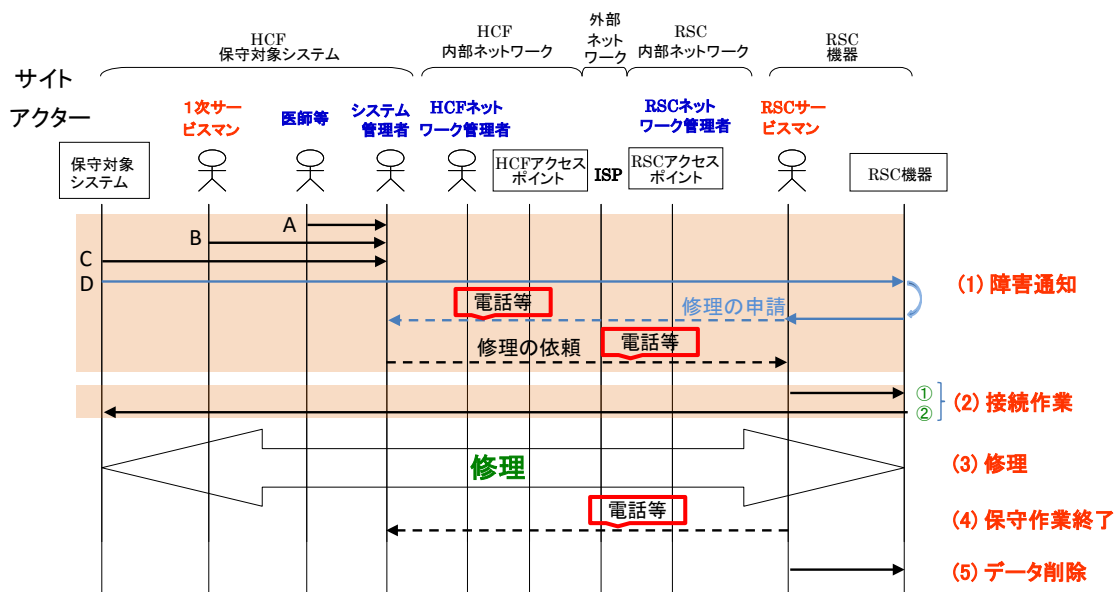 HCF
保守対象システム
HCF
内部ネットワーク
外部
ネット
ワーク
RSC
内部ネットワーク
RSC
機器
サイト
アクター
1次サー
ビスマン
医師等
システム
管理者
HCFネット
ワーク管理者
RSCネット
ワーク管理者
RSCサー
ビスマン
保守対象
システム
HCFアクセス
ポイント
ISP
RSCアクセス
ポイント
RSC機器
A
B
C
D
(1) 障害通知
電話等
修理の申請
修理の依頼
電話等
①
②
(2) 接続作業
修理
(3) 修理
電話等
(4) 保守作業終了
(5) データ削除